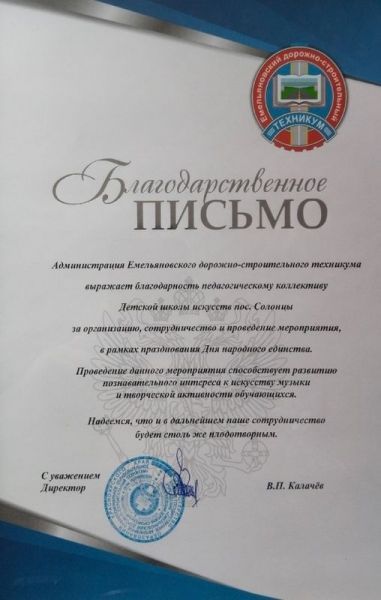 Емельяновский дорожно-строительный
ТЕХНИКУМ
Благодарственное
ПИСЬМО
Администрация Емельяновского дорожно-строительного техникума
выражает благодарность педагогическому коллективу
Детской школы искусств пос. Солонцы
за организацию, сотрудничество и проведение мероприятия,
в рамках празднования Дня народного единства.
Проведение данного мероприятия способствует развитию
познавательного интереса к искусству музыки
и творческой активности обучающихся.
Надеемся, что и в дальнейшем наше сотрудничество
будет столь же плодотворным.
С уважением
Директор
В.П. Калачёв